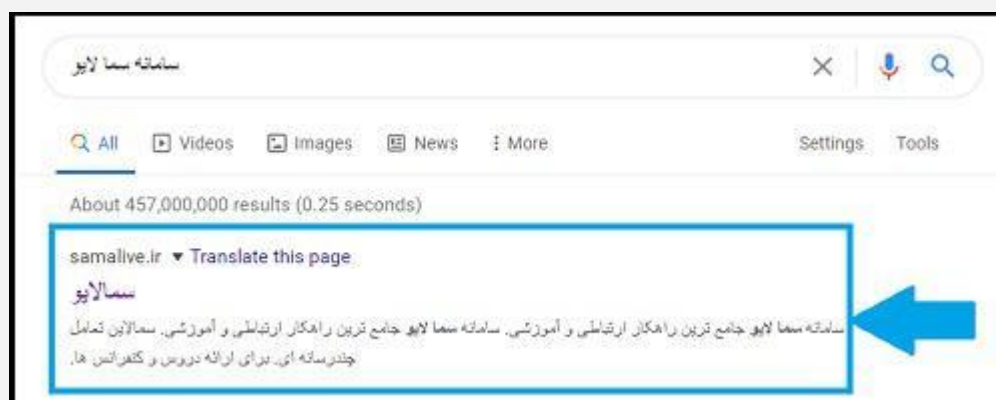 سامانه سما لایو
All Videos Images News More Settings Tools
About 457,000,000 results (0.25 seconds)
samalive.ir ▼ Translate this page
سمالایو
سامانه سما لایو جامع ترین راهکار ارتباطی و آموزشی. سامانه سما لایو جامع ترین راهکار ارتباطی و آموزشی. سمالاین تعامل
چندرسانه ای. برای ارائه دروس و کنفرانس ها.